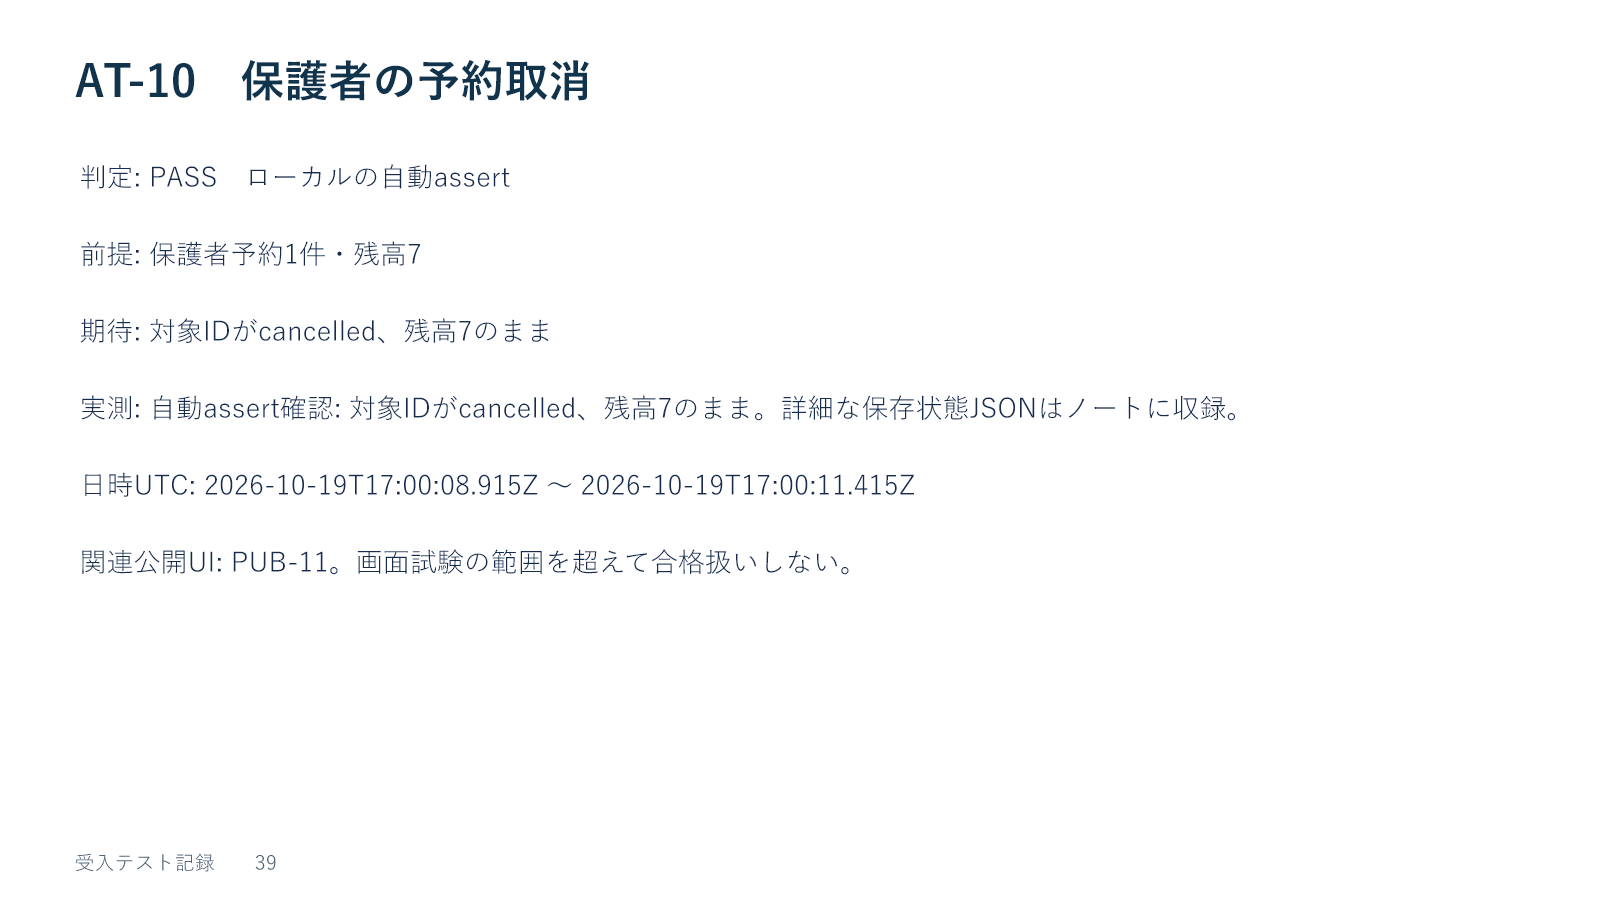 AT-10　保護者の予約取消
判定: PASS　ローカルの自動assert
前提: 保護者予約1件・残高7
期待: 対象IDがcancelled、残高7のまま
実測: 自動assert確認: 対象IDがcancelled、残高7のまま。詳細な保存状態JSONはノートに収録。
日時UTC: 2026-10-19T17:00:08.915Z ～ 2026-10-19T17:00:11.415Z
関連公開UI: PUB-11。画面試験の範囲を超えて合格扱いしない。
受入テスト記録　39